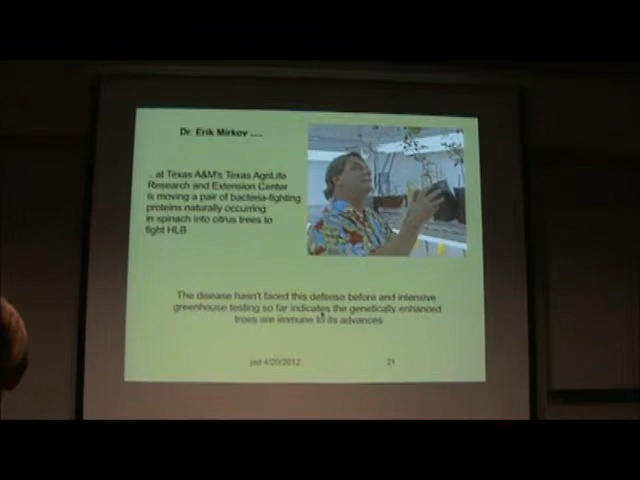 Dr. Erik Mirkov ....
.. at Texas A&M's Texas AgriLife
Research and Extension Center
is moving a pair of bacteria-fighting
proteins naturally occurring
in spinach into citrus trees to
fight HLB
The disease hasn't faced this defense before and intensive
greenhouse testing so far indicates the genetically enhanced
trees are immune to its advances
jsd 4/20/2012